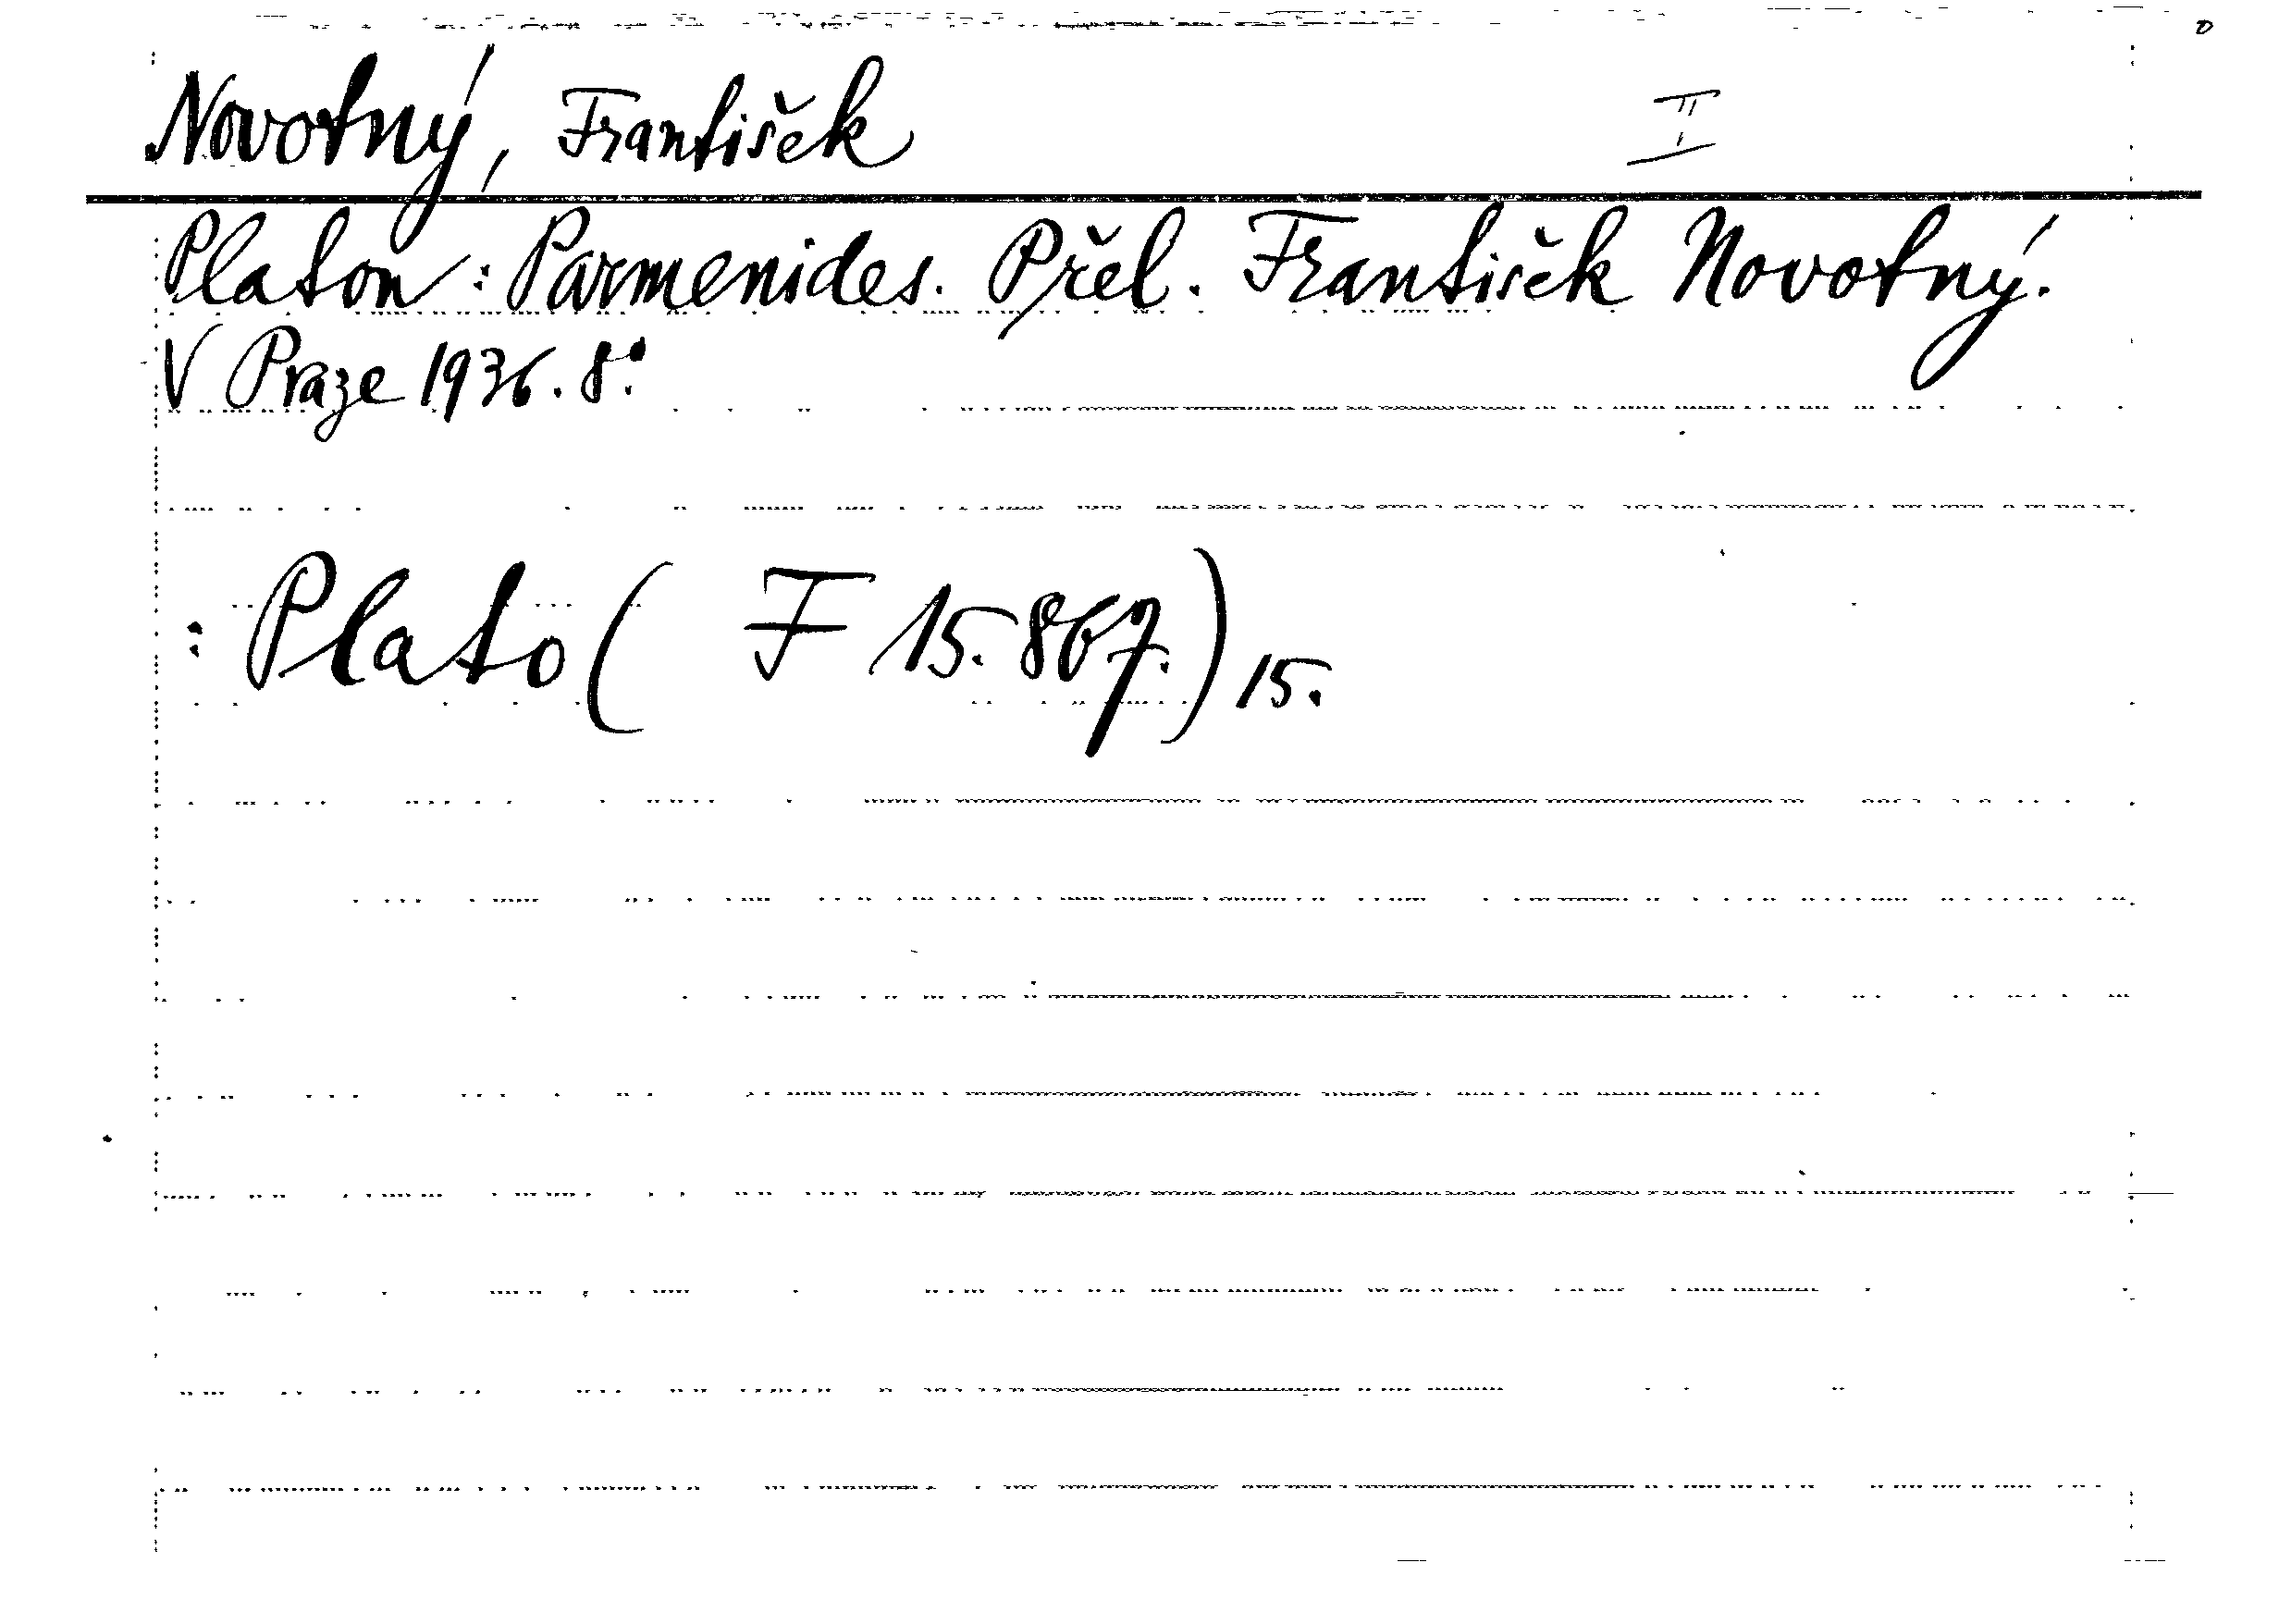 Novotný, František II
Platon: Parmenides. Přel. František Novotný.
V Praze 1936. 8°.
: Plato ( F 15.867.) 15.